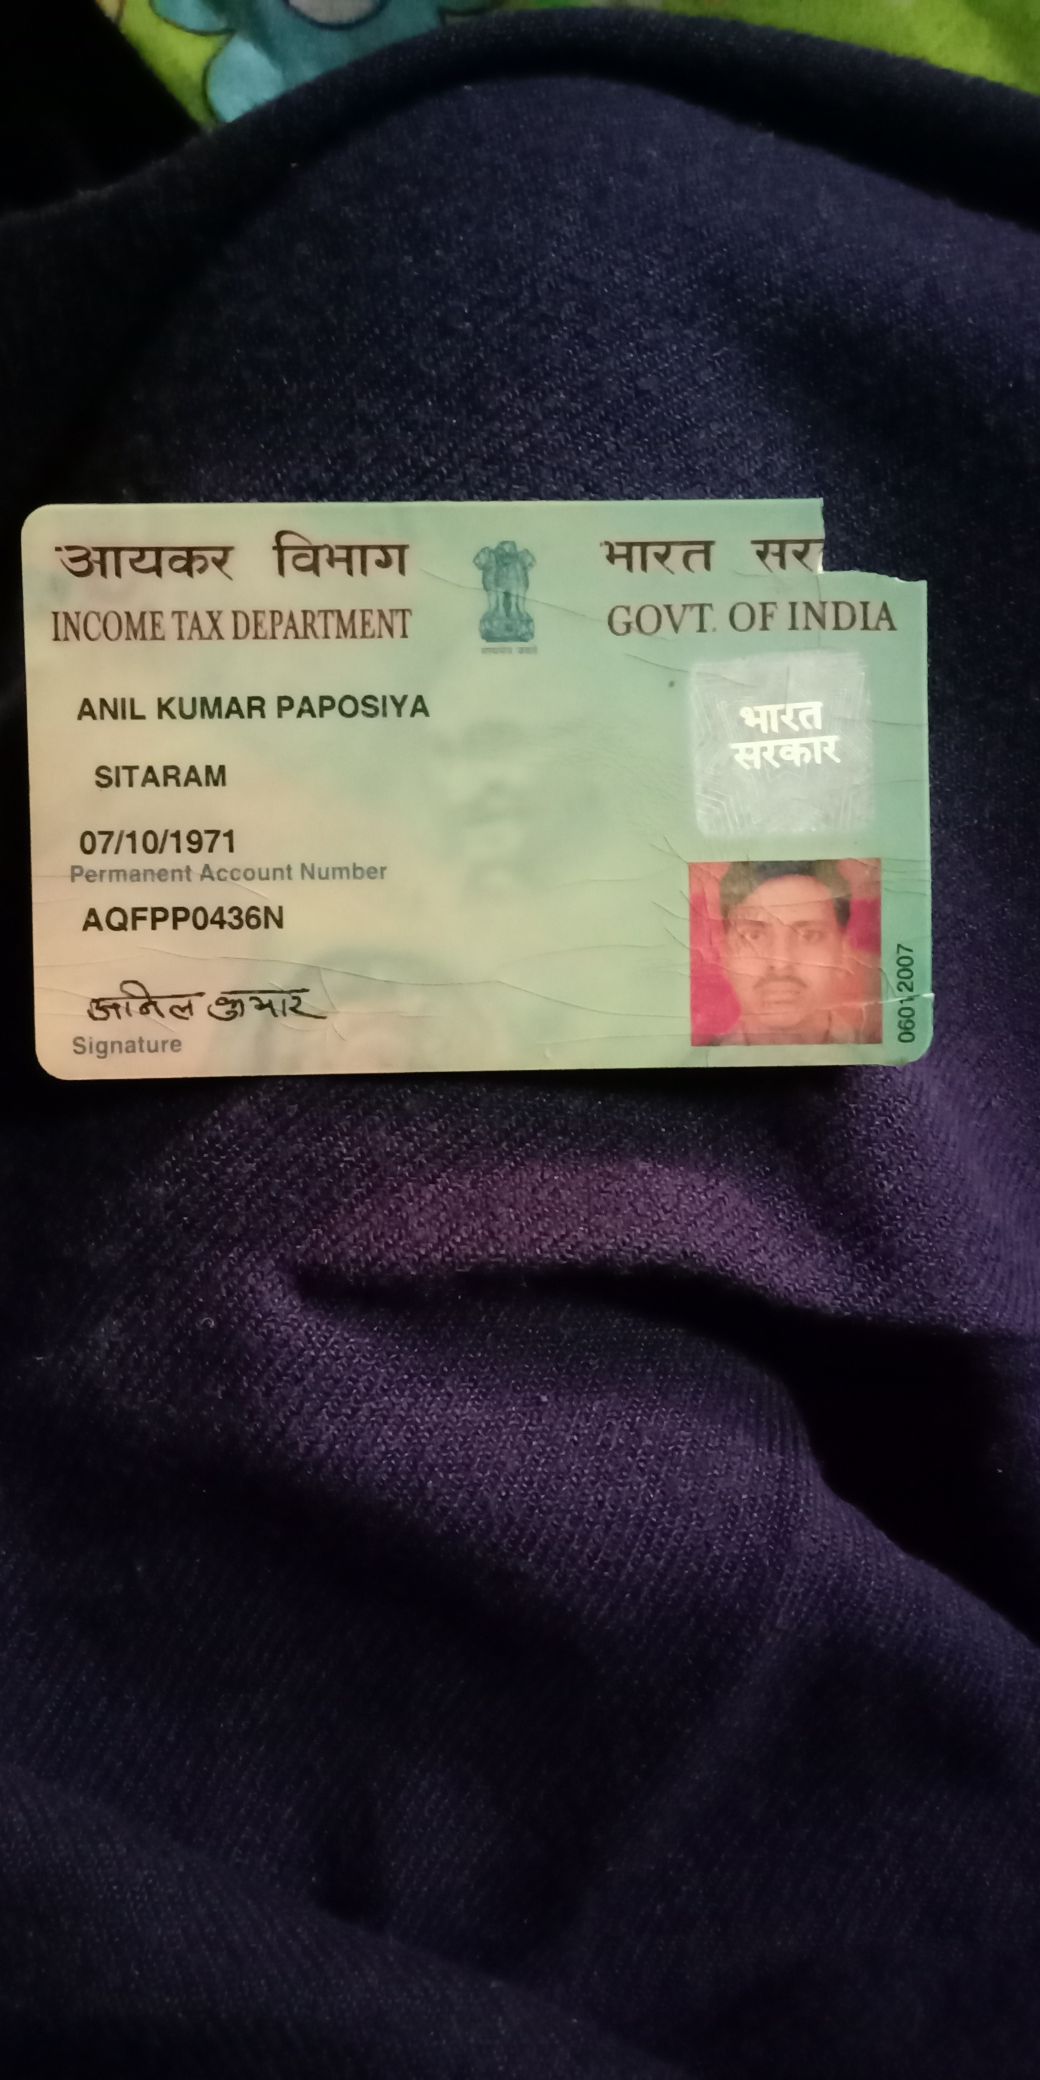 आयकर विभाग
INCOME TAX DEPARTMENT
भारत
GOVT. OF INDIA
ANIL KUMAR PAPOSIYA
SITARAM
07/10/1971
Permanent Account Number
AQFPP0436N
अनिल कुमार
Signature
भारत
सरकार
06012007